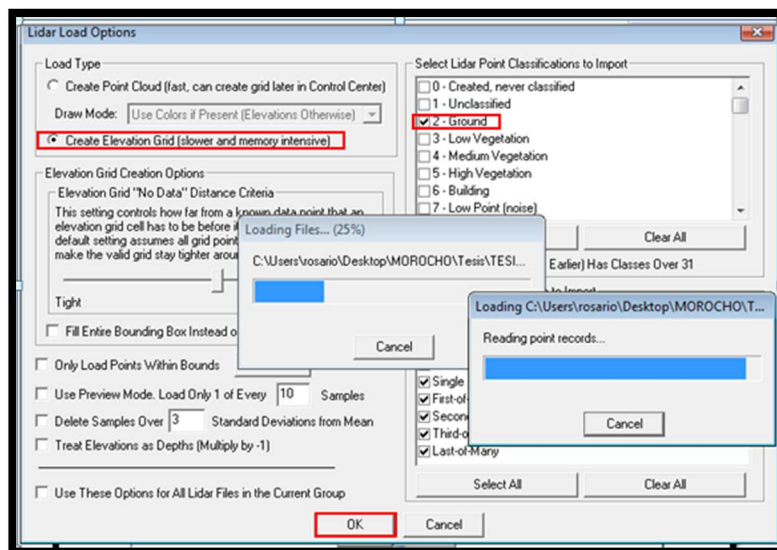 Lidar Load Options
Load Type
Create Point Cloud (fast, can create grid later in Control Center)
Draw Mode: Use Colors if Present (Elevations Otherwise)
Create Elevation Grid (slower and memory intensive)
Elevation Grid Creation Options
Elevation Grid "No Data" Distance Criteria
This setting controls how far from a known data point that an
elevation grid cell has to be before
default setting assumes all grid
make the valid grid stay tighter
Tight
Fill Entire Bounding Box Instead
Only Load Points Within Bounds
Use Preview Mode. Load Only 1 of Every 10 Samples
Delete Samples Over 3 Standard Deviations from Mean
Treat Elevations as Depths (Multiply by -1)
Use These Options for All Lidar Files in the Current Group
Select Lidar Point Classifications to Import
0 - Created, never classified
1 - Unclassified
2 - Ground
3 - Low Vegetation
4 - Medium Vegetation
5 - High Vegetation
6 - Building
7 - Low Point (noise)
Clear All
Earlier) Has Classes Over 31
to Import
Loading Files... (25%)
C:\Users\rosario\Desktop\MOROCHO\Tesis\TESI...
Cancel
Loading C:\Users\rosario\Desktop\MOROCHO\T...
Reading point records...
Cancel
Single
First-of-
Second
Third-o
Last-of-Many
Select All
Clear All
OK
Cancel